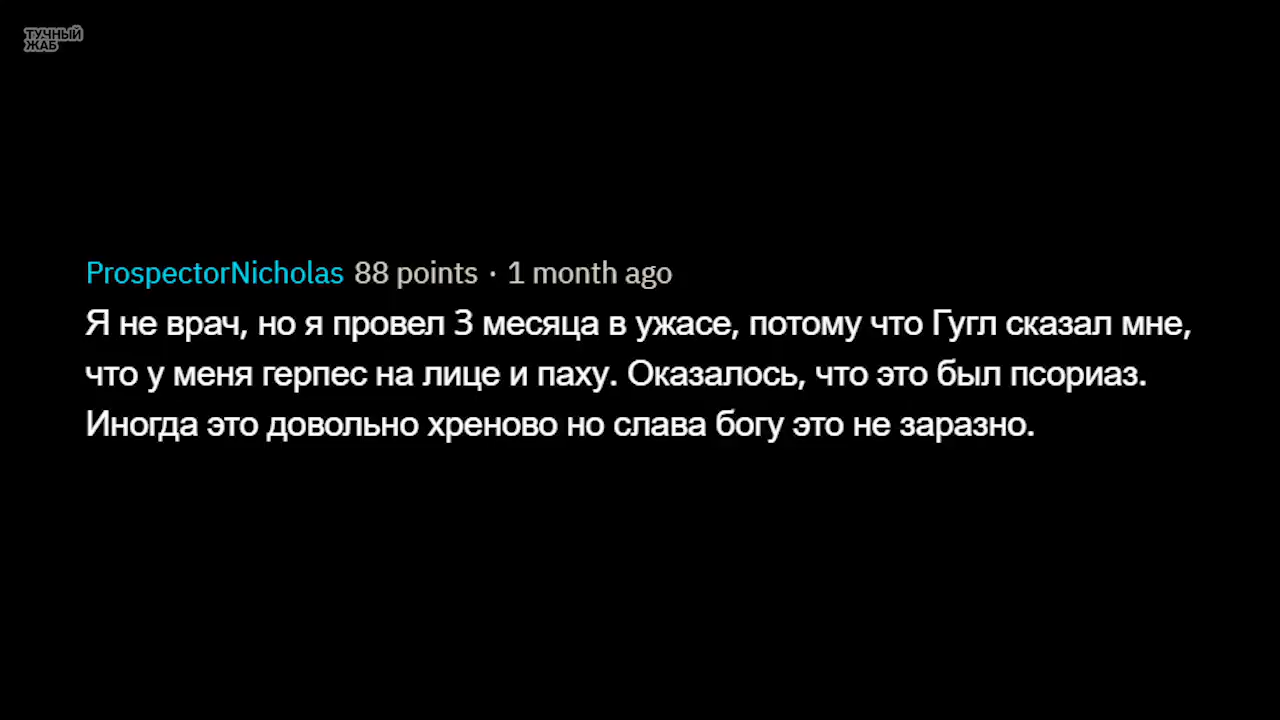 ТУЧНЫЙ
ЖАБ
ProspectorNicholas 88 points · 1 month ago
Я не врач, но я провел 3 месяца в ужасе, потому что Гугл сказал мне,
что у меня герпес на лице и паху. Оказалось, что это был псориаз.
Иногда это довольно хреново но слава богу это не заразно.